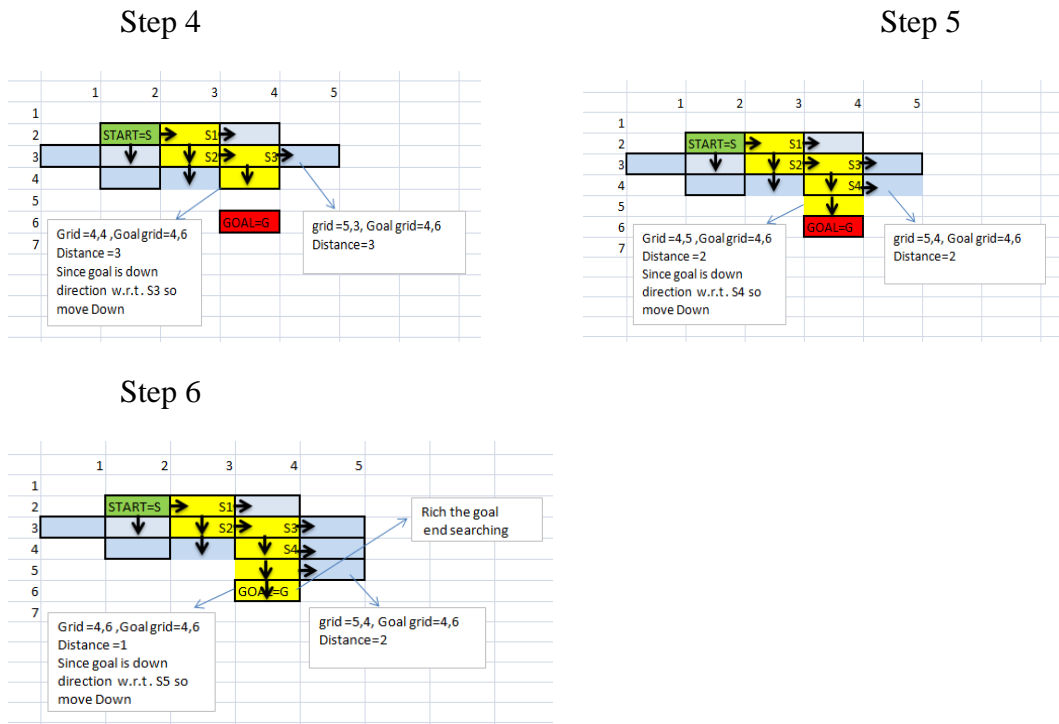 Step 4
Step 5
1 2 3 4 5
1
2 START=S S1
3 S2 S3
4
5
6 GOAL=G
7
Grid =4,4 ,Goal grid=4,6
Distance =3
Since goal is down
direction w.r.t. S3 so
move Down
grid=5,3, Goal grid=4,6
Distance=3
1 2 3 4 5
1
2 START=S S1
3 S2 S3
4 S4
5
6 GOAL=G
7
Grid =4,5 ,Goal grid=4,6
Distance =2
Since goal is down
direction w.r.t. S4 so
move Down
grid=5,4, Goal grid=4,6
Distance=2
Step 6
1 2 3 4 5
1
2 START=S S1
3 S2 S3
4 S4
5
6 GOAL=G
7
Rich the goal
end searching
Grid =4,6 ,Goal grid=4,6
Distance =1
Since goal is down
direction w.r.t. S5 so
move Down
grid=5,4, Goal grid=4,6
Distance=2